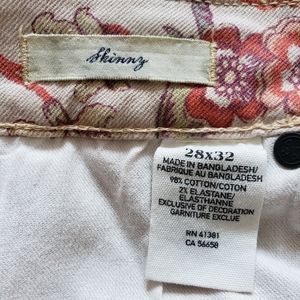 Skinny
28X32
MADE IN BANGLADESH/
FABRIQUE AU BANGLADESH
98% COTTON/COTON
2% ELASTANE/
ELASTHANNE
EXCLUSIVE OF DECORATION
GARNITURE EXCLUE
RN 41381
CA 56658